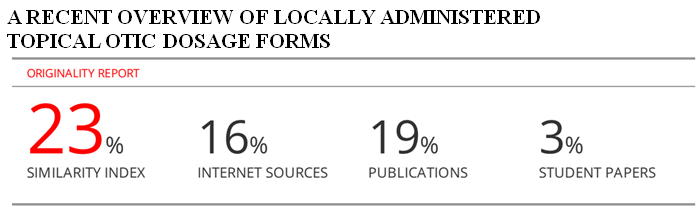 A RECENT OVERVIEW OF LOCALLY ADMINISTERED
TOPICAL OTIC DOSAGE FORMS
ORIGINALITY REPORT
23% 16% 19% 3%
SIMILARITY INDEX INTERNET SOURCES PUBLICATIONS STUDENT PAPERS